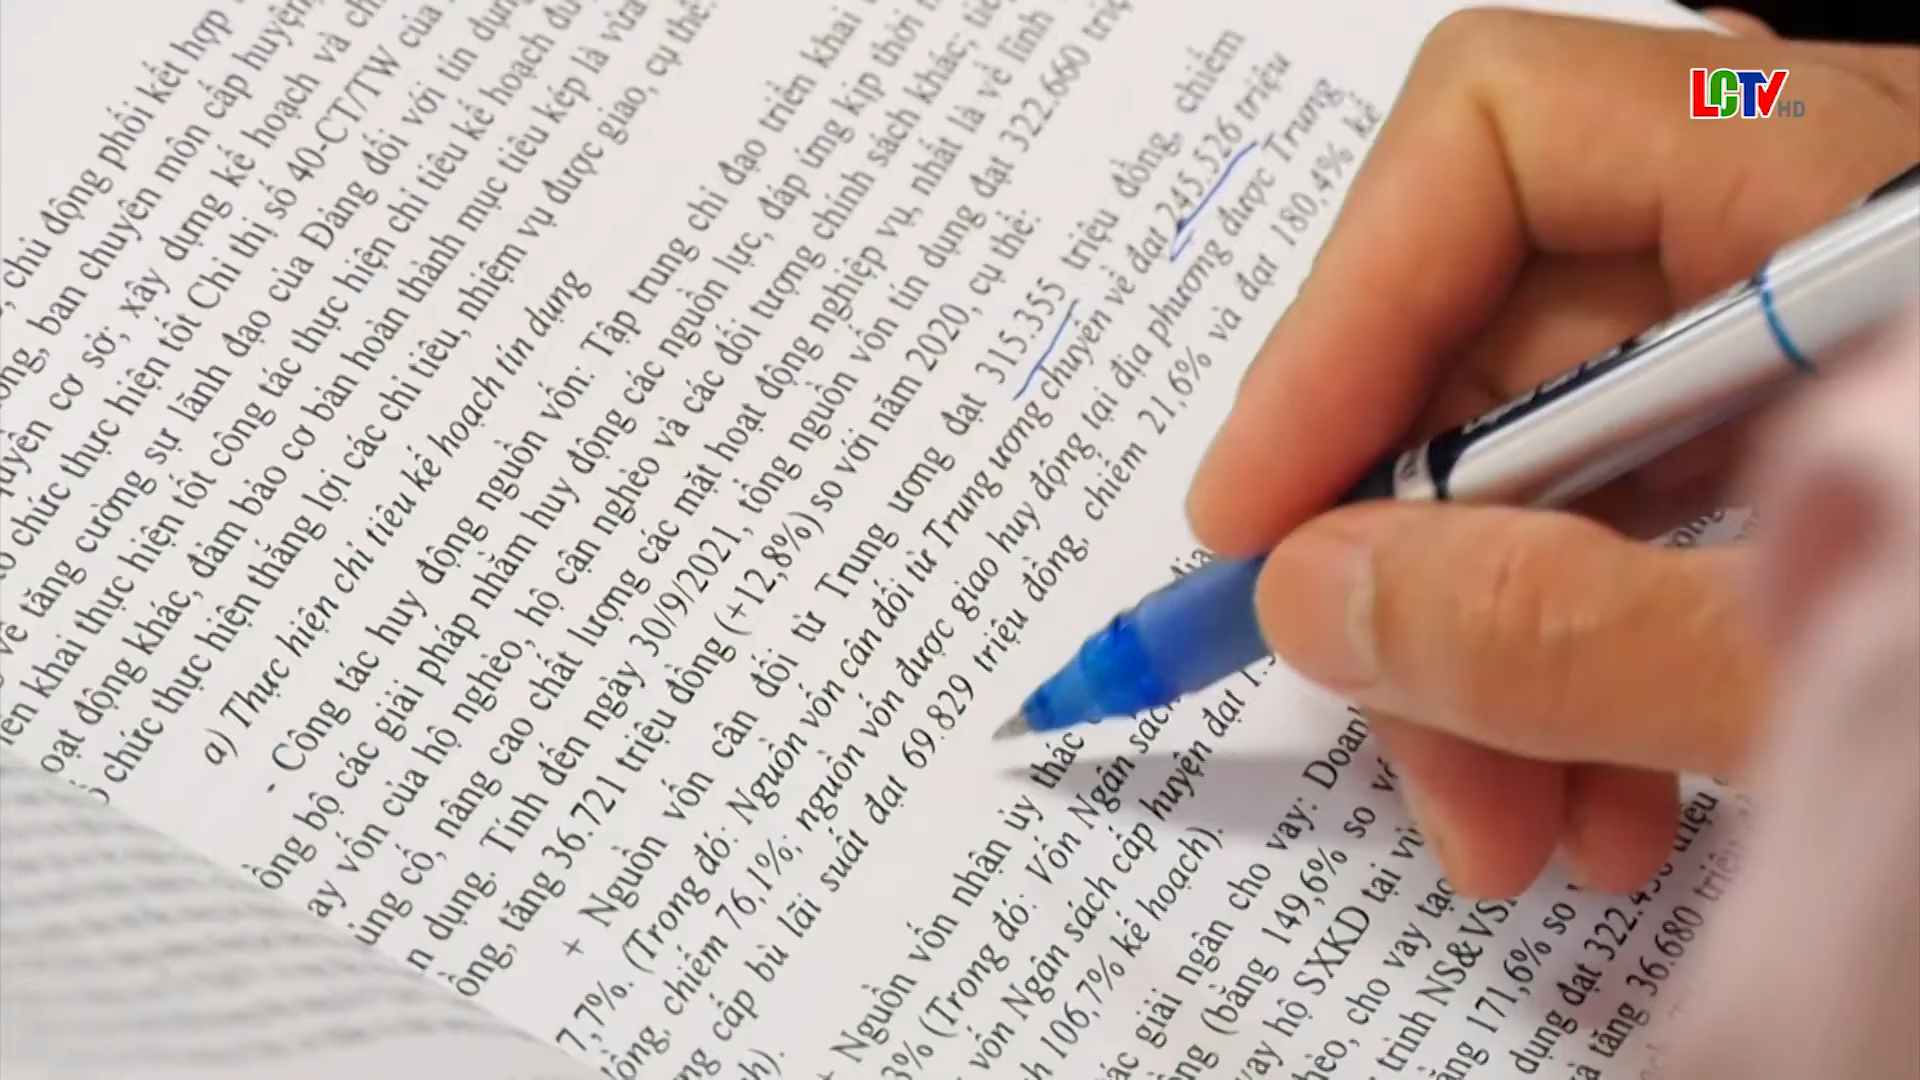 LCTV HD
, chủ động phối kết hợp
ban chuyên môn cấp huyện,
cơ sở; xây dựng kế hoạch và
chức thực hiện tốt Chỉ thị số 40-CT/TW của
về tăng cường sự lãnh đạo của Đảng đối với tín dụng
khai thực hiện tốt công tác thực hiện chỉ tiêu kế hoạch
động khác, đảm bảo cơ bản hoàn thành mục tiêu kép là vừa
chức thực hiện thắng lợi các chỉ tiêu, nhiệm vụ được giao, cụ thể:
a) Thực hiện chỉ tiêu kế hoạch tín dụng
- Công tác huy động nguồn vốn: Tập trung chỉ đạo triển khai
bộ các giải pháp nhằm huy động các nguồn lực, đáp ứng kịp thời
vốn của hộ nghèo, hộ cận nghèo và các đối tượng chính sách khác;
cố, nâng cao chất lượng các mặt hoạt động nghiệp vụ, nhất là về lĩnh
dụng. Tính đến ngày 30/9/2021, tổng nguồn vốn tín dụng đạt 322.660
tăng 36.721 triệu đồng (+12,8%) so với năm 2020, cụ thể:
+ Nguồn vốn cân đối từ Trung ương đạt 315.355 triệu đồng, chiếm
7,7%. (Trong đó: Nguồn vốn cân đối từ Trung ương chuyển về đạt 245.526 triệu
chiếm 76,1%; nguồn vốn được giao huy động tại địa phương được Trung
cấp bù lãi suất đạt 69.829 triệu đồng, chiếm 21,6% và đạt 180,4% kế
+ Nguồn vốn nhận ủy thác
(Trong đó: Vốn Ngân sách
vốn Ngân sách cấp huyện đạt
106,7% kế hoạch).
giải ngân cho vay:
(bằng 149,6% so
hộ SXKD tại
cho vay
trình NS&VS
171,6% so
dụng đạt
tăng 36.680